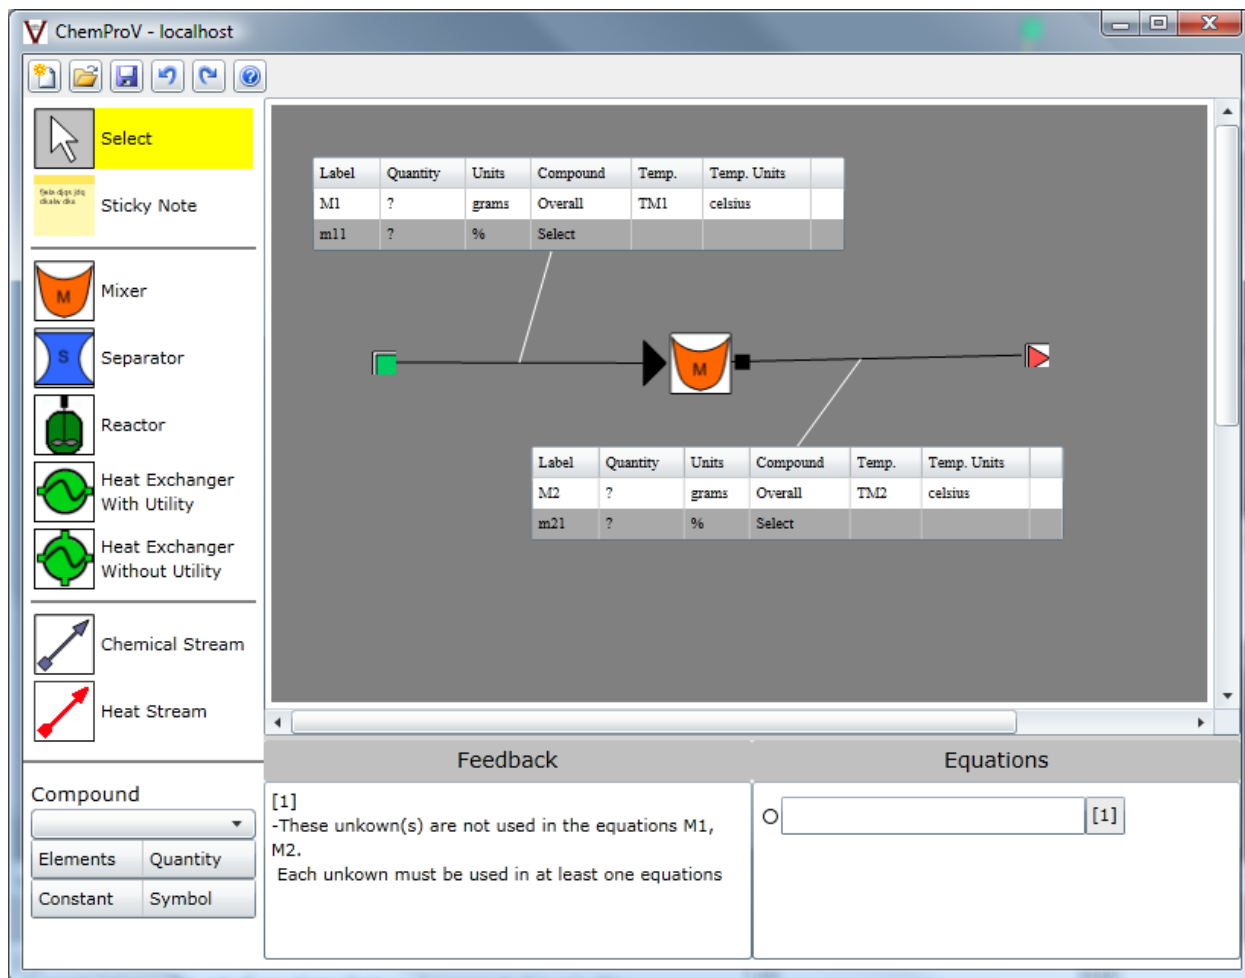 ChemProV - localhost
Select
Sticky Note
Mixer
M
Separator
S
Reactor
Heat Exchanger
With Utility
Heat Exchanger
Without Utility
Chemical Stream
Heat Stream
Compound
Elements Quantity
Constant Symbol
Label Quantity Units Compound Temp. Temp. Units
M1 ? grams Overall TM1 celsius
m11 ? % Select
M
Label Quantity Units Compound Temp. Temp. Units
M2 ? grams Overall TM2 celsius
m21 ? % Select
Feedback
[1]
-These unkown(s) are not used in the equations M1,
M2.
Each unkown must be used in at least one equations
Equations
[1]